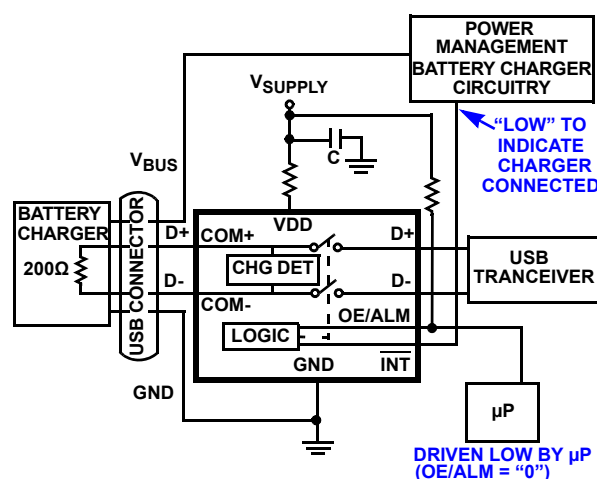 POWER
MANAGEMENT
BATTERY CHARGER
CIRCUITRY
VSUPPLY
C
“LOW” TO
INDICATE
CHARGER
CONNECTED
VBUS
BATTERY
CHARGER
200Ω
USB CONNECTOR
D+
D-
GND
VDD
COM+
COM-
CHG DET
LOGIC
GND
INT
OE/ALM
D+
D-
USB
TRANCEIVER
µP
DRIVEN LOW BY µP
(OE/ALM = “0”)